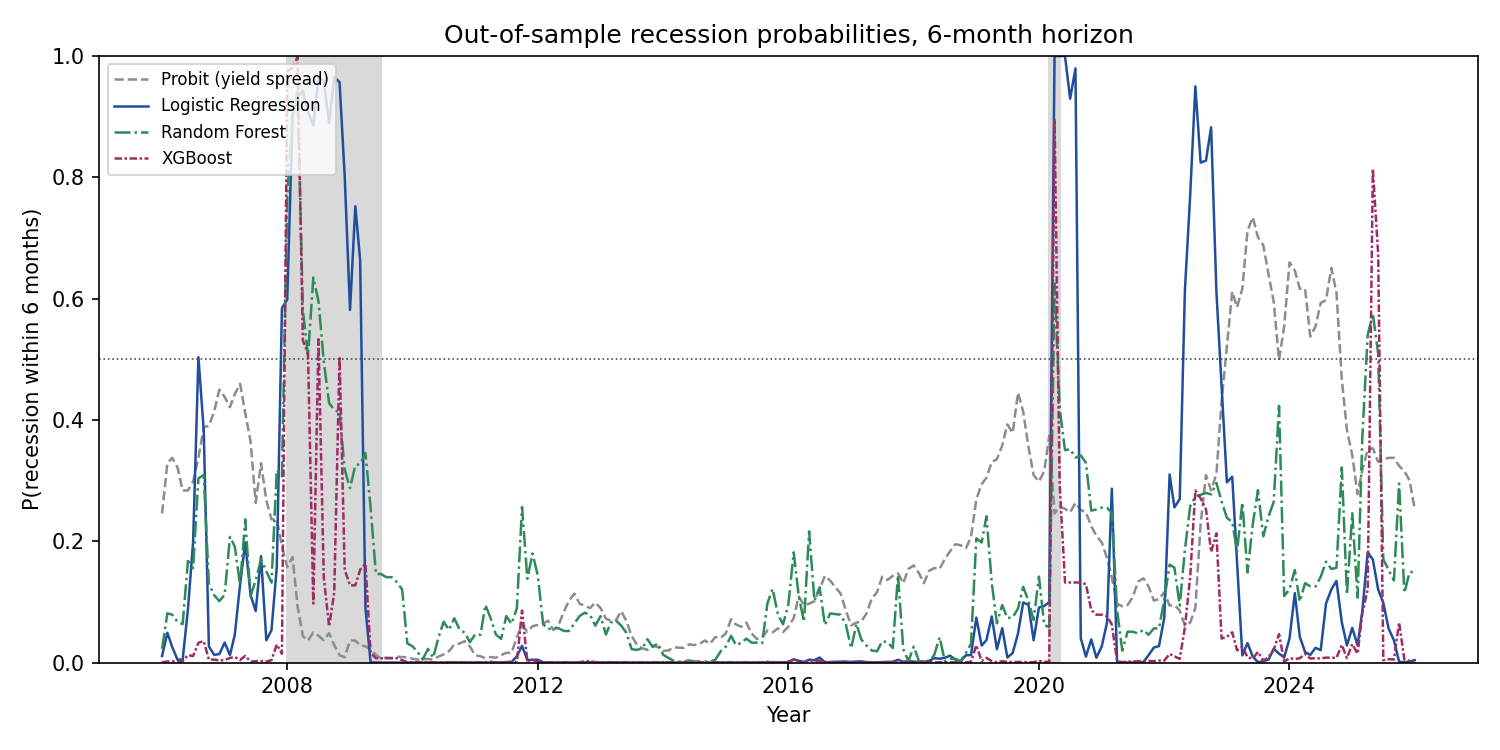 Out-of-sample recession probabilities, 6-month horizon
Probit (yield spread)
Logistic Regression
Random Forest
XGBoost
P(recession within 6 months)
1.0
0.8
0.6
0.4
0.2
0.0
2008 2012 2016 2020 2024
Year